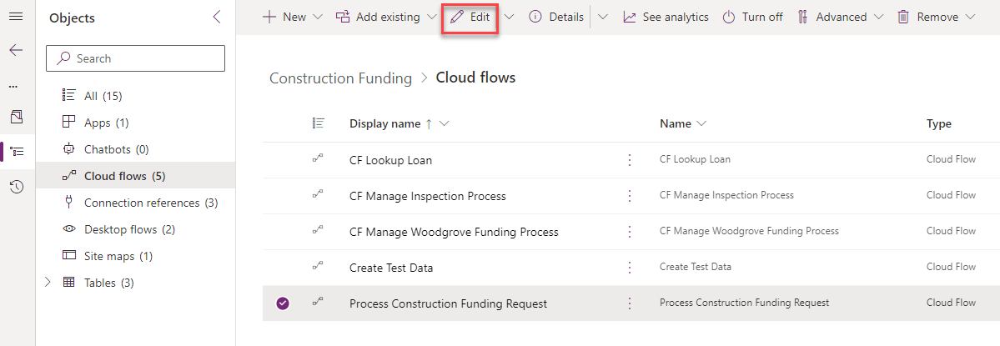 Objects
New
Add existing
Edit
Details
See analytics
Turn off
Advanced
Remove
Search
All (15)
Apps (1)
Chatbots (0)
Cloud flows (5)
Connection references (3)
Desktop flows (2)
Site maps (1)
Tables (3)
Construction Funding > Cloud flows
Display name ↑ Name Type
CF Lookup Loan CF Lookup Loan Cloud Flow
CF Manage Inspection Process CF Manage Inspection Process Cloud Flow
CF Manage Woodgrove Funding Process CF Manage Woodgrove Funding Process Cloud Flow
Create Test Data Create Test Data Cloud Flow
Process Construction Funding Request Process Construction Funding Request Cloud Flow